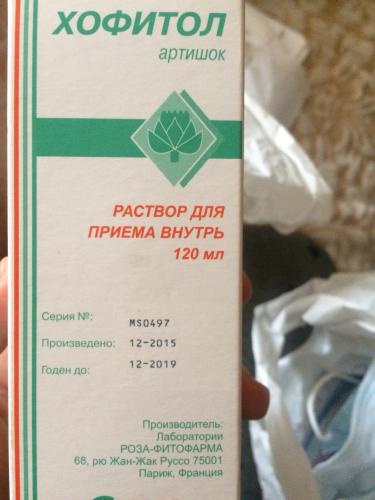 ХОФИТОЛ
артишок
РАСТВОР ДЛЯ
ПРИЕМА ВНУТРЬ
120 мл
Серия №: MS0497
Произведено: 12-2015
Годен до: 12-2019
Производитель:
Лаборатории
РОЗА-ФИТОФАРМА
68, рю Жан-Жак Руссо 75001
Париж, Франция